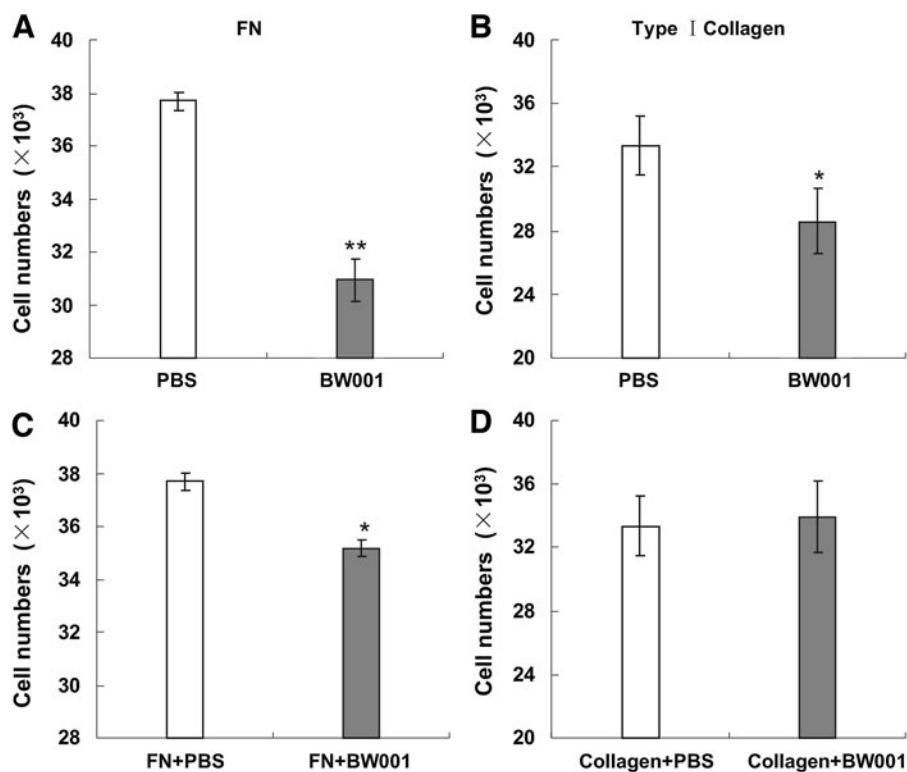 A
FN
Cell numbers (×10³)
40
38
36
34
32
30
28
**
PBS
BW001
B
Type I Collagen
Cell numbers (×10³)
40
36
32
28
24
20
*
PBS
BW001
C
Cell numbers (×10³)
40
38
36
34
32
30
28
*
FN+PBS
FN+BW001
D
Cell numbers (×10³)
40
36
32
28
24
20
Collagen+PBS
Collagen+BW001